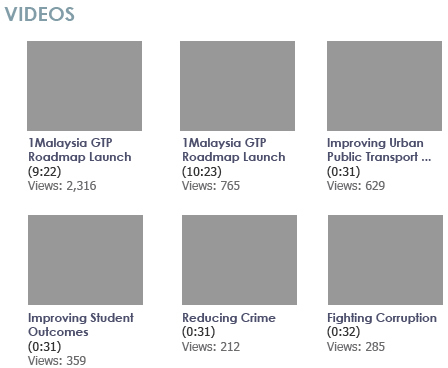 VIDEOS
1Malaysia GTP
Roadmap Launch
(9:22)
Views: 2,316
1Malaysia GTP
Roadmap Launch
(10:23)
Views: 765
Improving Urban
Public Transport ...
(0:31)
Views: 629
Improving Student
Outcomes
(0:31)
Views: 359
Reducing Crime
(0:31)
Views: 212
Fighting Corruption
(0:32)
Views: 285